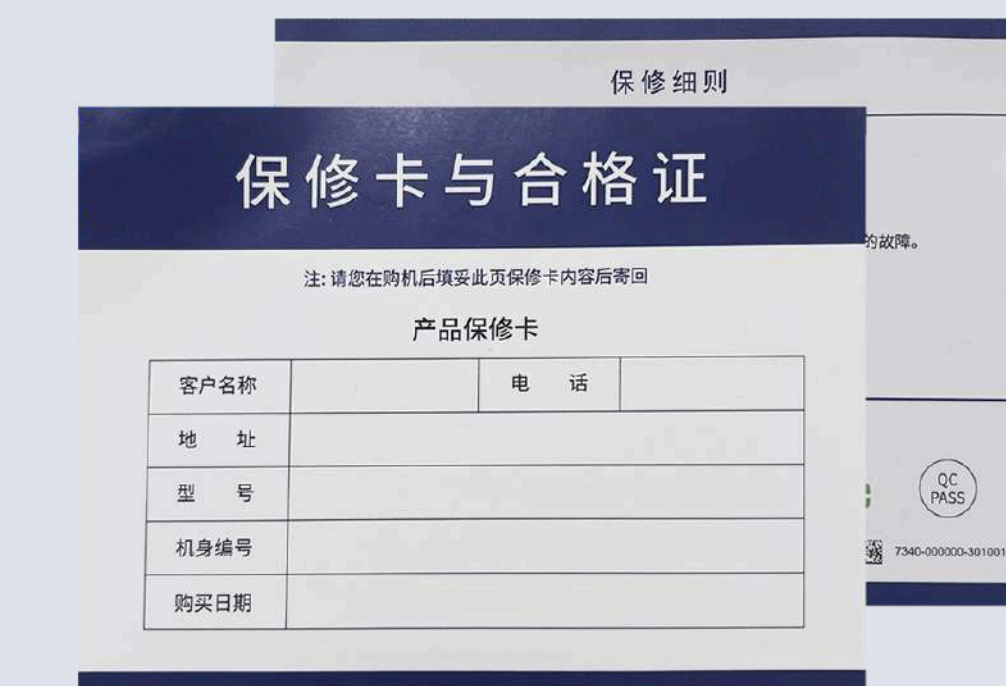 保修细则
保修卡与合格证
注: 请您在购机后填妥此页保修卡内容后寄回
的故障。
产品保修卡
客户名称 电 话
地 址
型 号
机身编号
购买日期
QC
PASS
7340-000000-301001